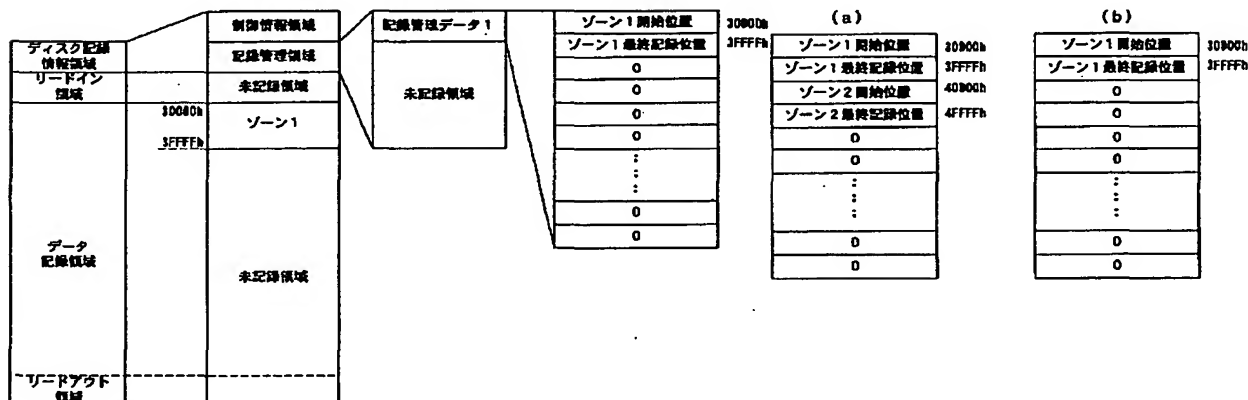 ディスク記録
情報領域
リードイン
領域
データ
記録領域
リードアウト
領域
30000h
3FFFFh
制御情報領域
記録管理領域
未記録領域
ゾーン1
未記録領域
記録管理データ1
未記録領域
ゾーン1開始位置 30000h
ゾーン1最終記録位置 3FFFFh
0
0
0
0
0
0
(a)
ゾーン1開始位置 30000h
ゾーン1最終記録位置 3FFFFh
ゾーン2開始位置 40000h
ゾーン2最終記録位置 4FFFFh
0
0
0
0
(b)
ゾーン1開始位置 30000h
ゾーン1最終記録位置 3FFFFh
0
0
0
0
0
0